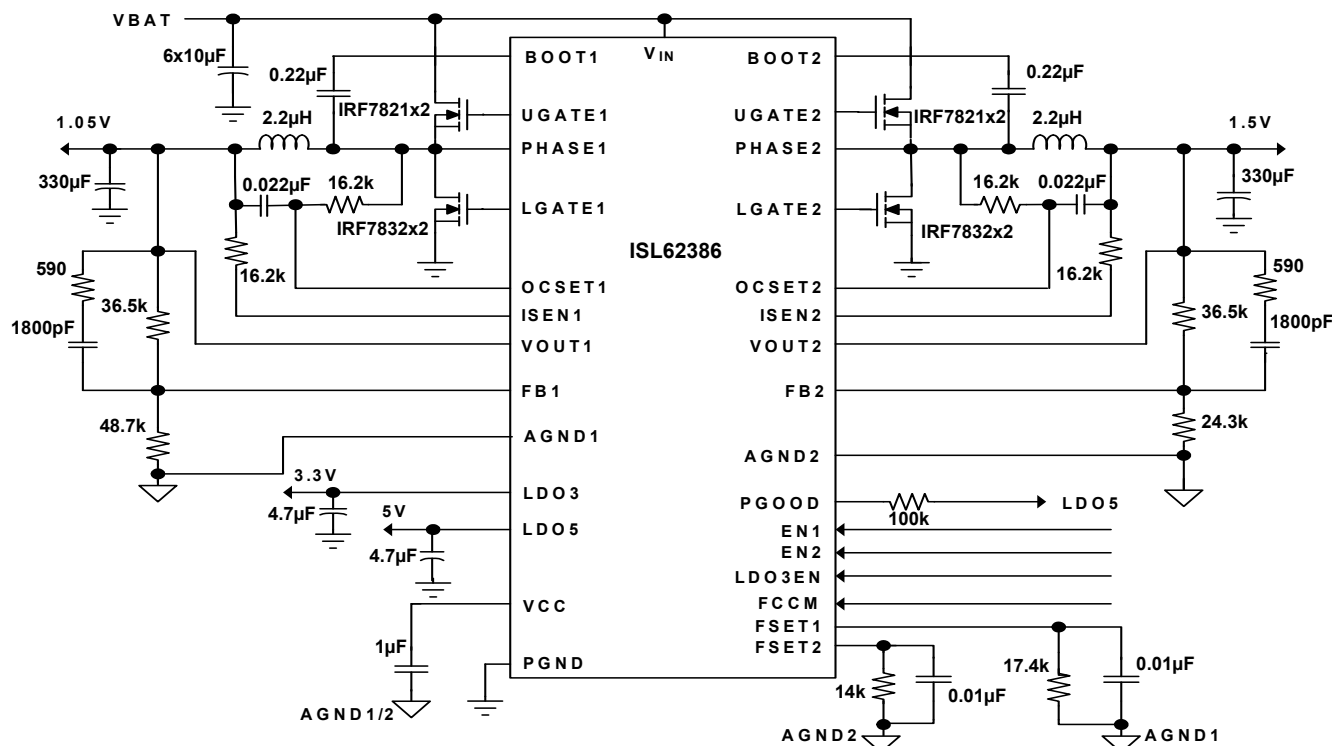 VBAT
6x10µF
BOOT1
VIN
BOOT2
0.22µF
0.22µF
IRF7821x2
UGATE1
UGATE2
IRF7821x2
1.05V
2.2µH
2.2µH
1.5V
PHASE1
PHASE2
330µF
0.022µF
16.2k
16.2k
0.022µF
330µF
LGATE1
LGATE2
IRF7832x2
IRF7832x2
ISL62386
590
16.2k
16.2k
590
36.5k
OCSET1
OCSET2
36.5k
1800pF
ISEN1
ISEN2
1800pF
VOUT1
VOUT2
FB1
FB2
48.7k
24.3k
AGND1
AGND2
3.3V
LDO3
PGOOD
100k
LDO5
4.7µF
5V
LDO5
EN1
4.7µF
EN2
LDO3EN
VCC
FCCM
FSET1
1µF
FSET2
PGND
17.4k
0.01µF
14k
0.01µF
AGND1/2
AGND2
AGND1